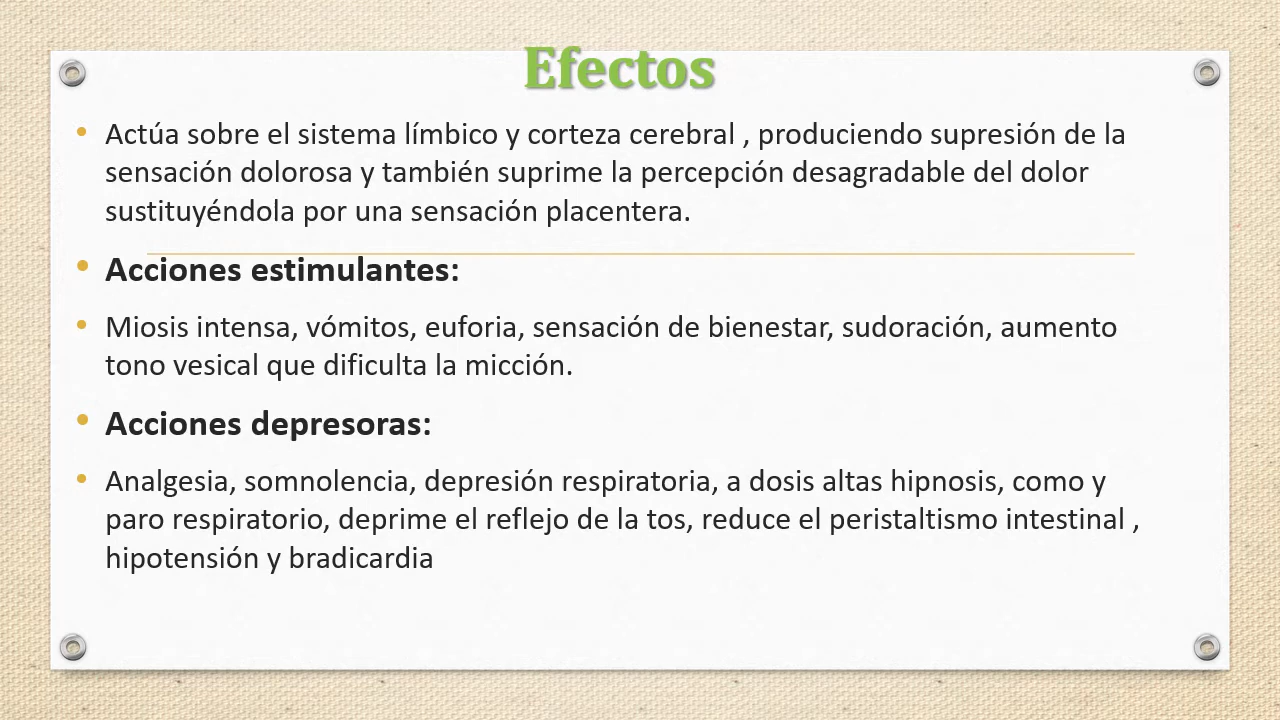 Efectos
• Actúa sobre el sistema límbico y corteza cerebral , produciendo supresión de la
sensación dolorosa y también suprime la percepción desagradable del dolor
sustituyéndola por una sensación placentera.
• Acciones estimulantes:
• Miosis intensa, vómitos, euforia, sensación de bienestar, sudoración, aumento
tono vesical que dificulta la micción.
• Acciones depresoras:
• Analgesia, somnolencia, depresión respiratoria, a dosis altas hipnosis, como y
paro respiratorio, deprime el reflejo de la tos, reduce el peristaltismo intestinal ,
hipotensión y bradicardia